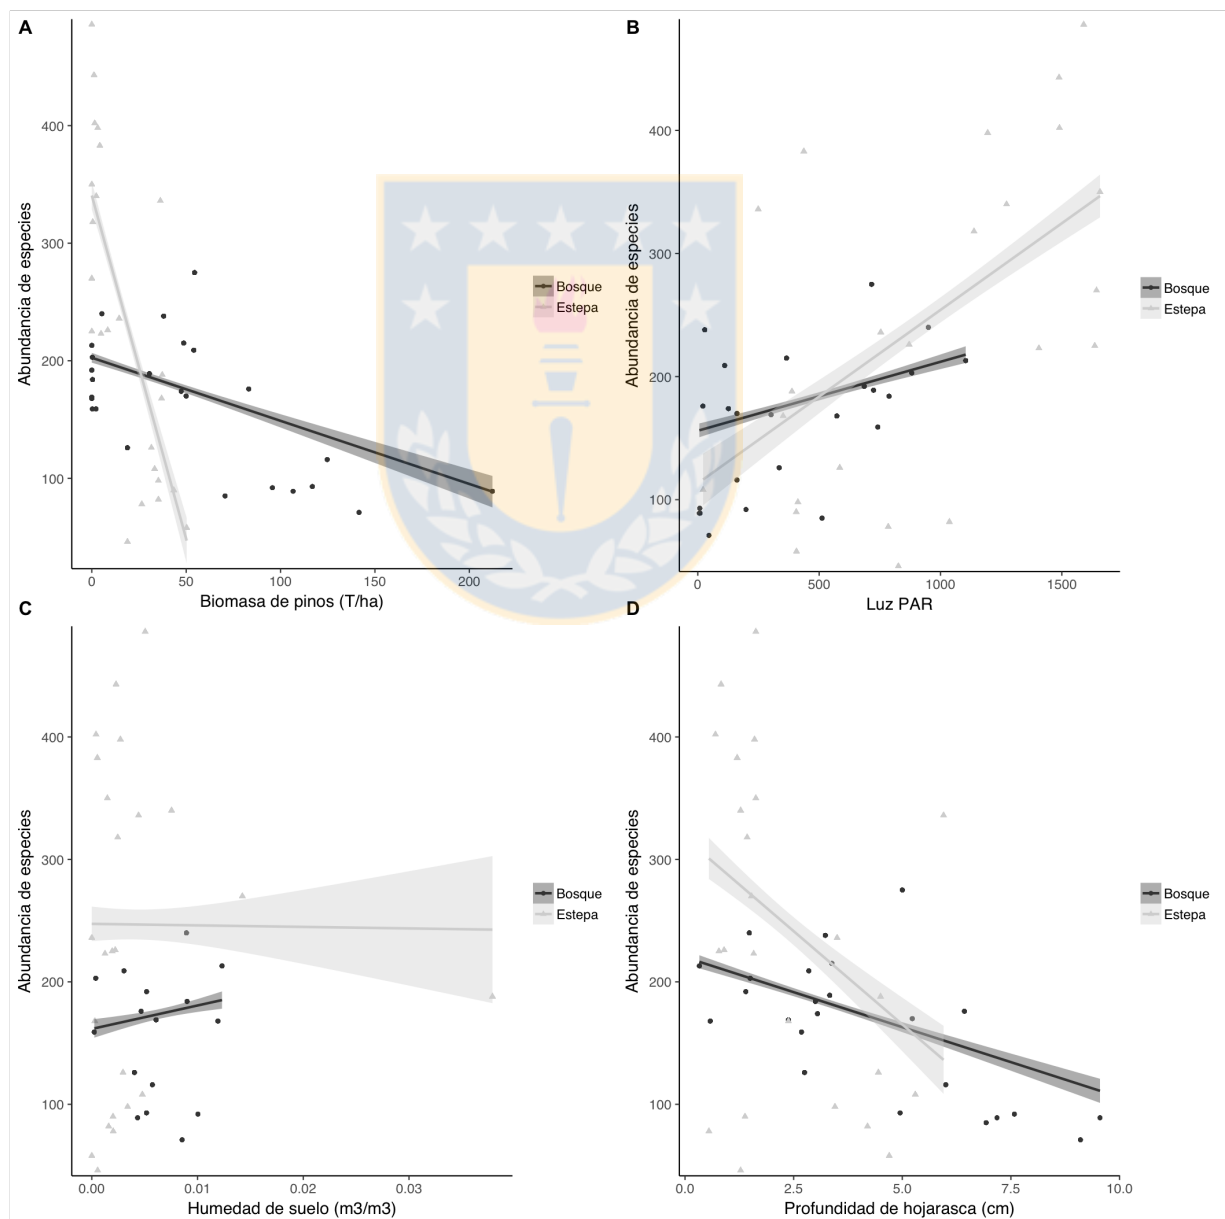 A
Abundancia de especies
400
300
200
100
0
50
100
150
200
Biomasa de pinos (T/ha)
Bosque
Estepa
B
Abundancia de especies
400
300
200
100
0
500
1000
1500
Luz PAR
Bosque
Estepa
C
Abundancia de especies
400
300
200
100
0.00
0.01
0.02
0.03
Humedad de suelo (m3/m3)
Bosque
Estepa
D
Abundancia de especies
400
300
200
100
0.0
2.5
5.0
7.5
10.0
Profundidad de hojarasca (cm)
Bosque
Estepa